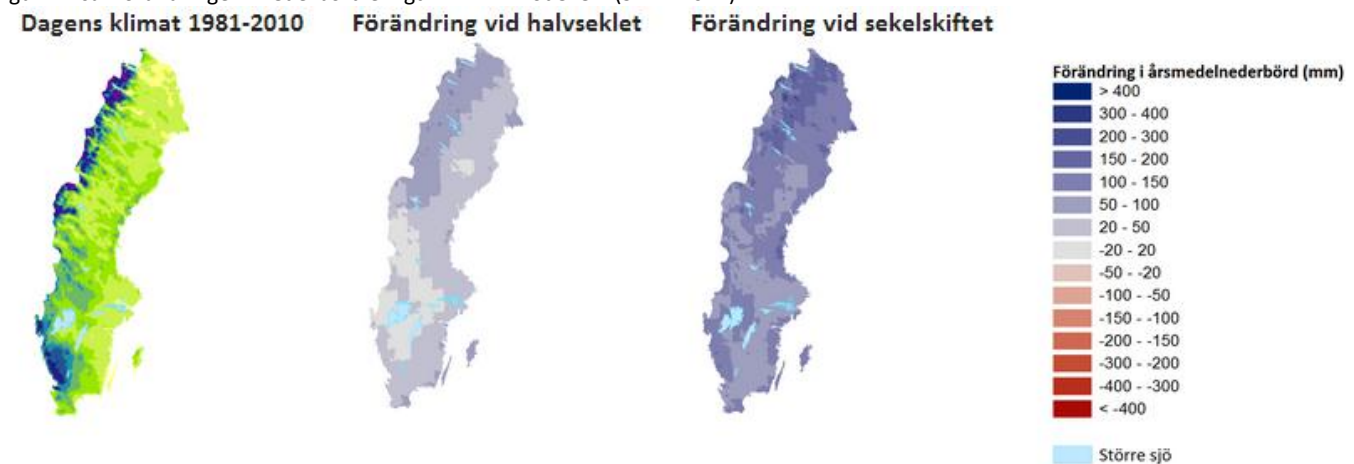 Dagens klimat 1981-2010
Förändring vid halvseklet
Förändring vid sekelskiftet
Förändring i årsmedelnederbörd (mm)
> 400
300 - 400
200 - 300
150 - 200
100 - 150
50 - 100
20 - 50
-20 - 20
-50 - -20
-100 - -50
-150 - -100
-200 - -150
-300 - -200
-400 - -300
< -400
Större sjö